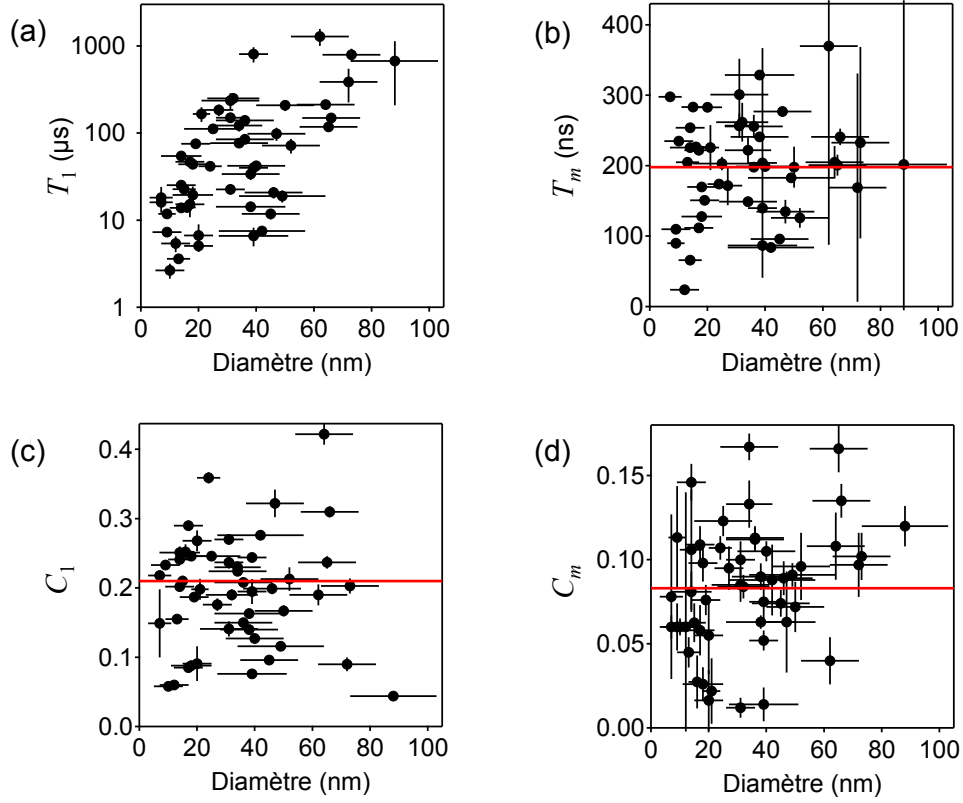 (a)
1000
100
10
1
T1 (µs)
0 20 40 60 80 100
Diamètre (nm)
(b)
400
300
200
100
0
Tm (ns)
0 20 40 60 80 100
Diamètre (nm)
(c)
0.4
0.3
0.2
0.1
0.0
C1
0 20 40 60 80 100
Diamètre (nm)
(d)
0.15
0.10
0.05
0.00
Cm
0 20 40 60 80 100
Diamètre (nm)